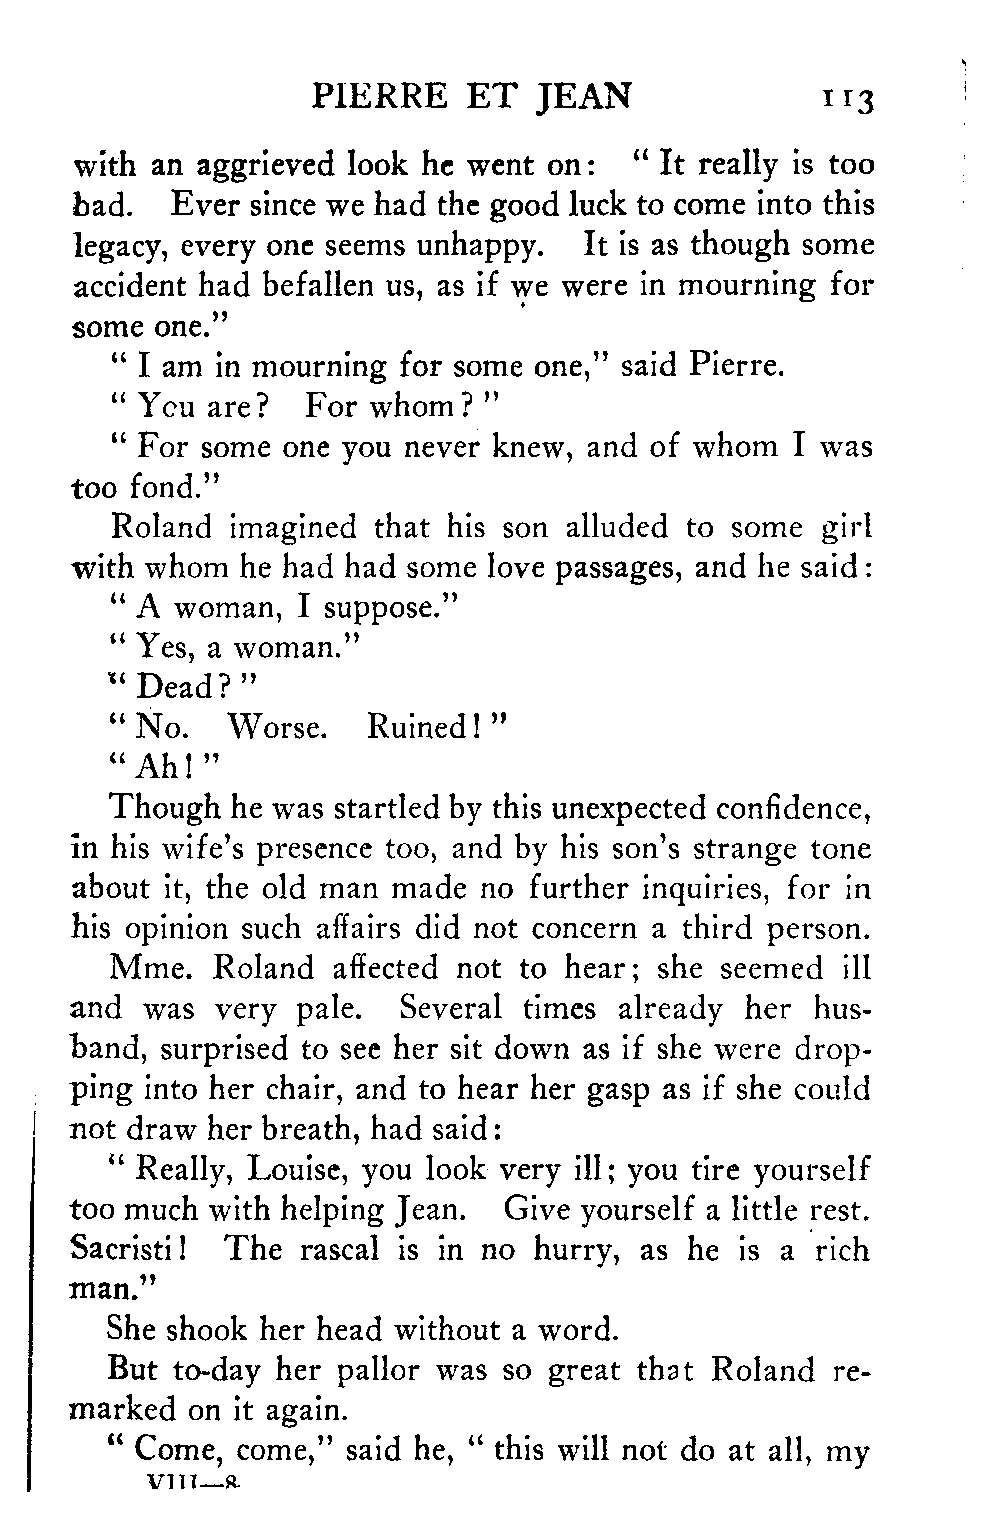 PIERRE ET JEAN 113
with an aggrieved look he went on: “ It really is too
bad. Ever since we had the good luck to come into this
legacy, every one seems unhappy. It is as though some
accident had befallen us, as if we were in mourning for
some one.”
“ I am in mourning for some one,” said Pierre.
“ You are? For whom? ”
“ For some one you never knew, and of whom I was
too fond.”
Roland imagined that his son alluded to some girl
with whom he had had some love passages, and he said:
“ A woman, I suppose.”
“ Yes, a woman.”
“ Dead? ”
“ No. Worse. Ruined! ”
“ Ah! ”
Though he was startled by this unexpected confidence,
in his wife’s presence too, and by his son’s strange tone
about it, the old man made no further inquiries, for in
his opinion such affairs did not concern a third person.
Mme. Roland affected not to hear; she seemed ill
and was very pale. Several times already her hus-
band, surprised to see her sit down as if she were drop-
ping into her chair, and to hear her gasp as if she could
not draw her breath, had said:
“ Really, Louise, you look very ill; you tire yourself
too much with helping Jean. Give yourself a little rest.
Sacristi! The rascal is in no hurry, as he is a rich
man.”
She shook her head without a word.
But to-day her pallor was so great that Roland re-
marked on it again.
“ Come, come,” said he, “ this will not do at all, my
VIII—8